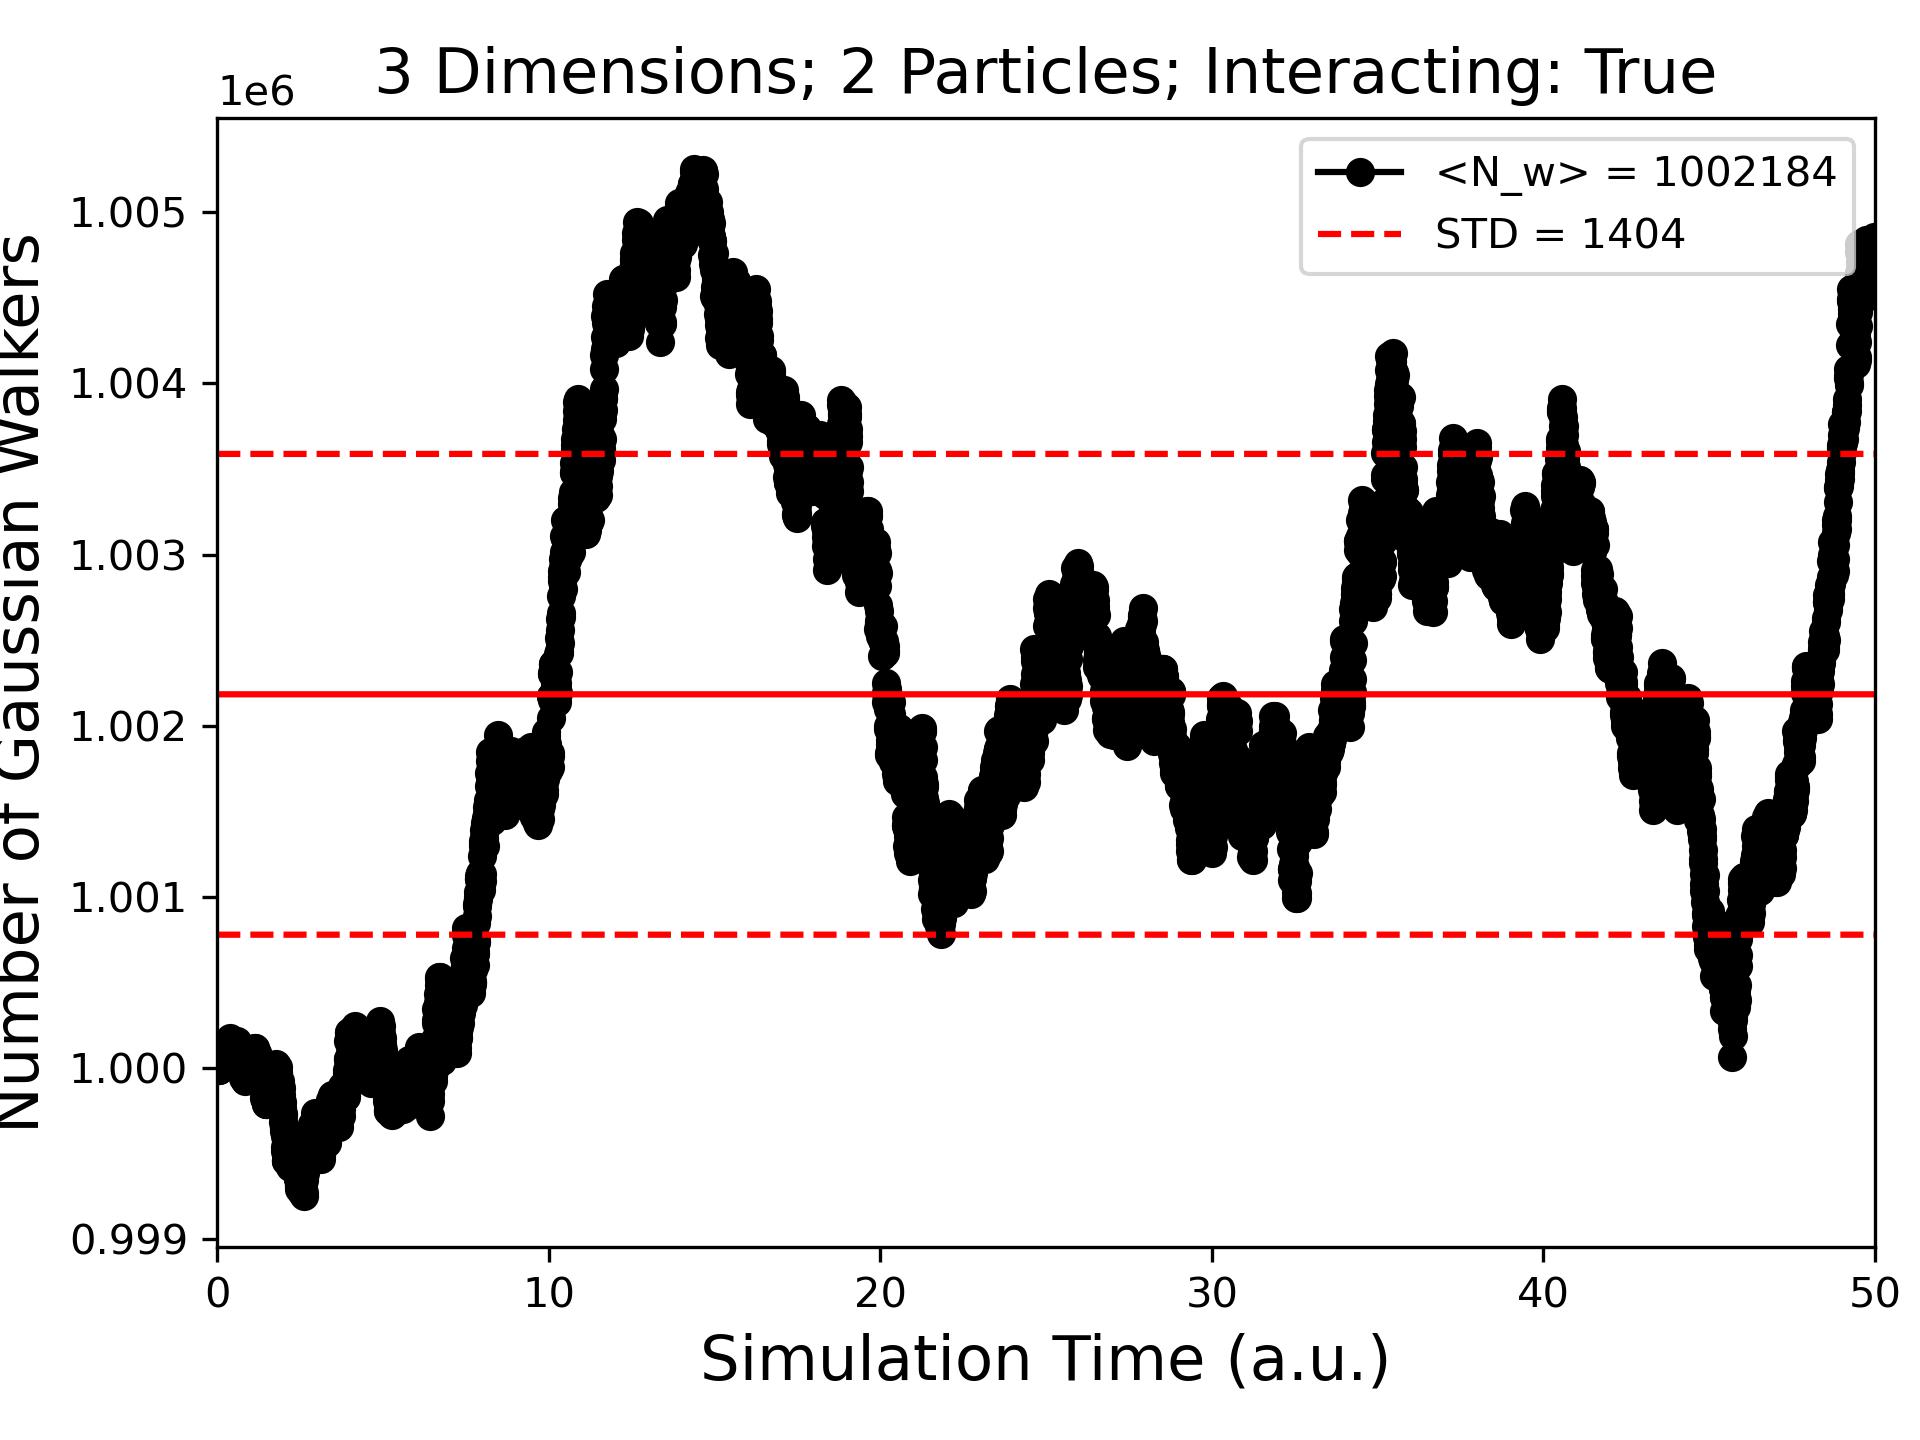 3 Dimensions; 2 Particles; Interacting: True
1e6
<N_w> = 1002184
STD = 1404
1.005
1.004
1.003
1.002
1.001
1.000
0.999
Number of Gaussian Walkers
0 10 20 30 40 50
Simulation Time (a.u.)